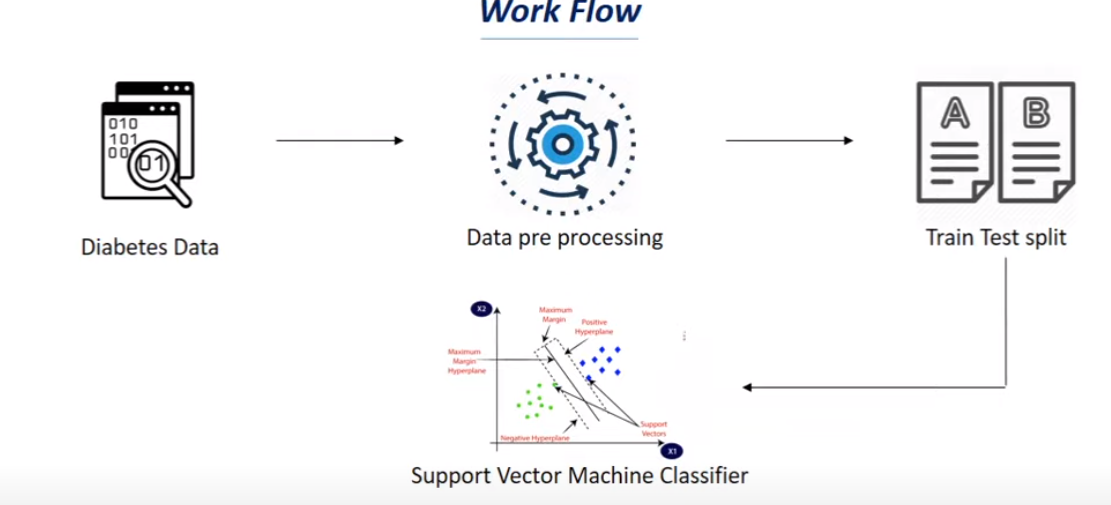 Work Flow
010
101
00
01
A
B
Diabetes Data
Data pre processing
Train Test split
X2
Maximum
Margin
Positive
Hyperplane
Maximum
Margin
Hyperplane
Support
Vectors
Negative Hyperplane
X1
Support Vector Machine Classifier